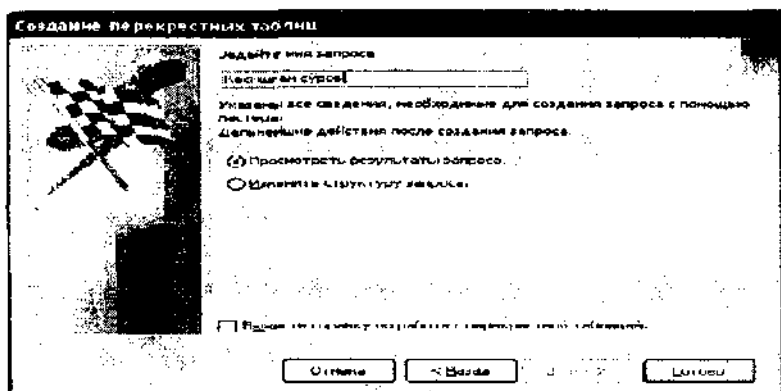 Создание перекрестных таблиц
Задайте имя запроса
Указаны все сведения, необходимые для создания запроса с помощью
мастера.
Дальнейшие действия после создания запроса.
Просмотреть результаты запроса.
Изменить структуру запроса.
Отмена
< Назад
Готово